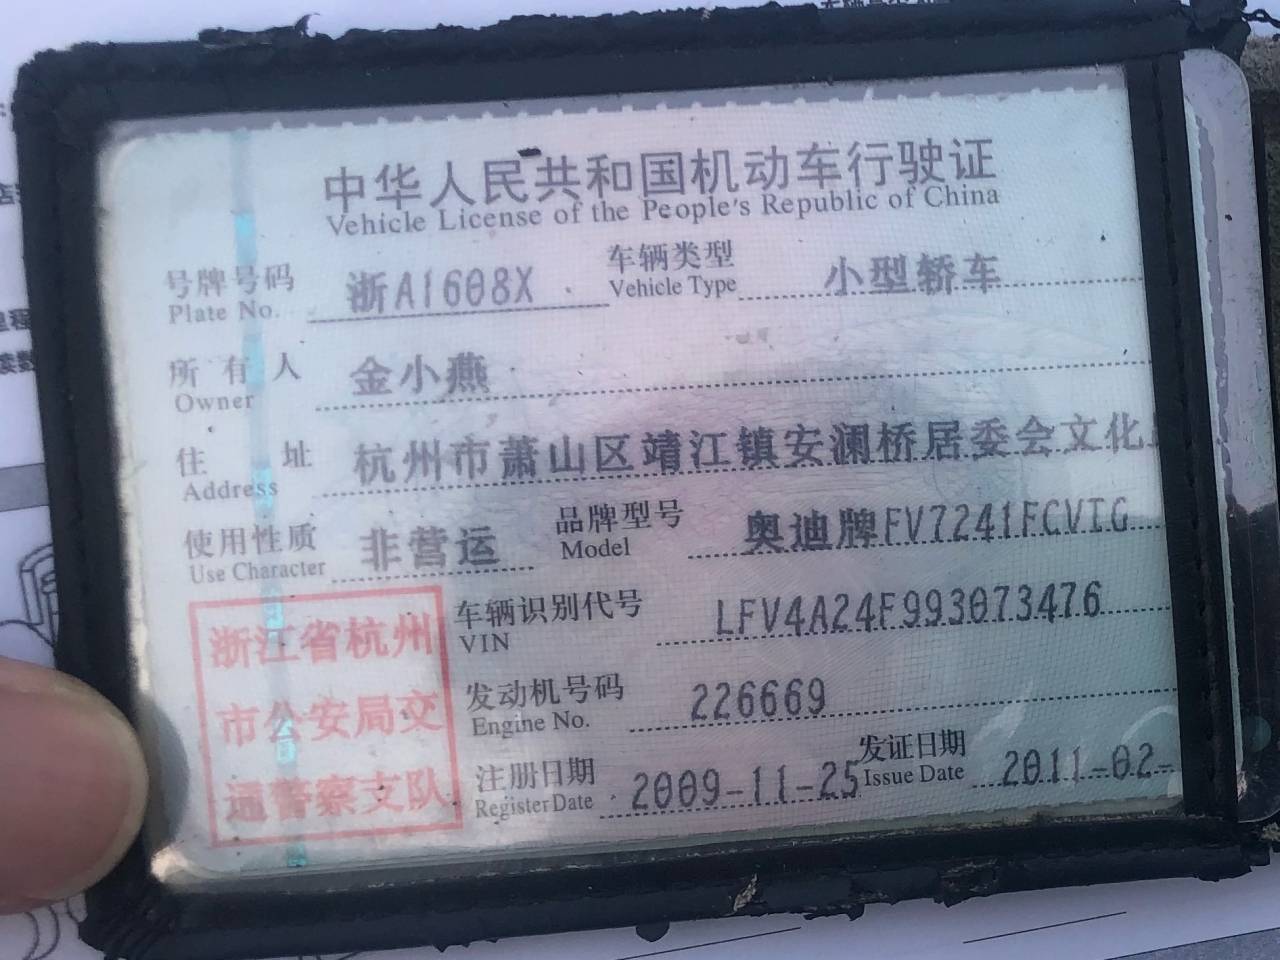 中华人民共和国机动车行驶证
Vehicle License of the People's Republic of China
号牌号码 浙A1608X 车辆类型 小型轿车
Plate No. Vehicle Type
所有人 金小燕
Owner
住址 杭州市萧山区靖江镇安澜桥居委会文化
Address
使用性质 非营运 品牌型号 奥迪牌FV7241FCVTG
Use Character Model
浙江省杭州
市公安局交
通警察支队
车辆识别代号 LFV4A24F993073476
VIN
发动机号码 226669
Engine No.
注册日期 2009-11-25 发证日期 2011-02-
Register Date Issue Date